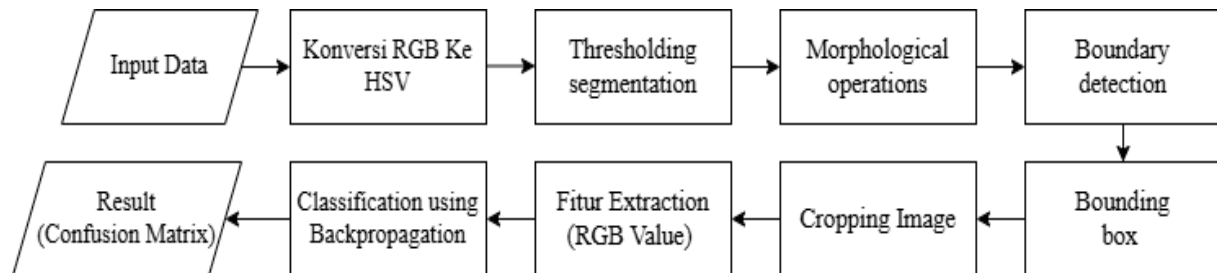 Input Data
Konversi RGB Ke
HSV
Thresholding
segmentation
Morphological
operations
Boundary
detection
Bounding
box
Cropping Image
Fitur Extraction
(RGB Value)
Classification using
Backpropagation
Result
(Confusion Matrix)